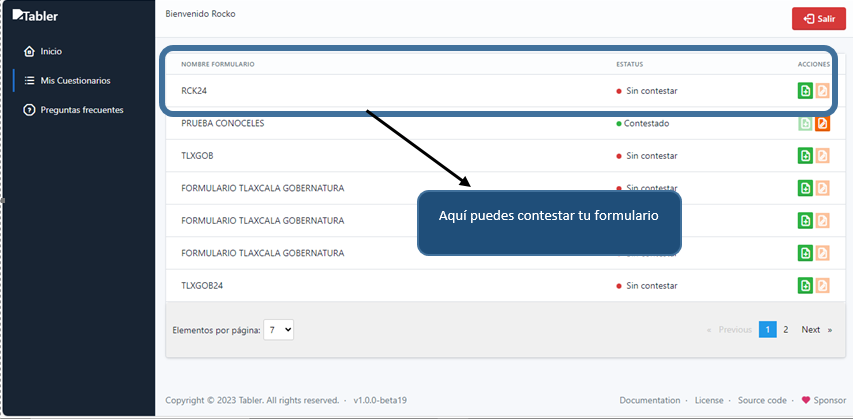 Tabler
Bienvenido Rocko
Salir
Inicio
Mis Cuestionarios
Preguntas frecuentes
NOMBRE FORMULARIO ESTATUS ACCIONES
RCK24 Sin contestar
PRUEBA CONOCELES Contestado
TLXGOB Sin contestar
FORMULARIO TLAXCALA GOBERNATURA Sin contestar
FORMULARIO TLAXCALA GOBERNATURA
FORMULARIO TLAXCALA GOBERNATURA
TLXGOB24 Sin contestar
Aquí puedes contestar tu formulario
Elementos por página: 7
« Previous 1 2 Next »
Copyright © 2023 Tabler. All rights reserved. · v1.0.0-beta19
Documentation · License · Source code · Sponsor